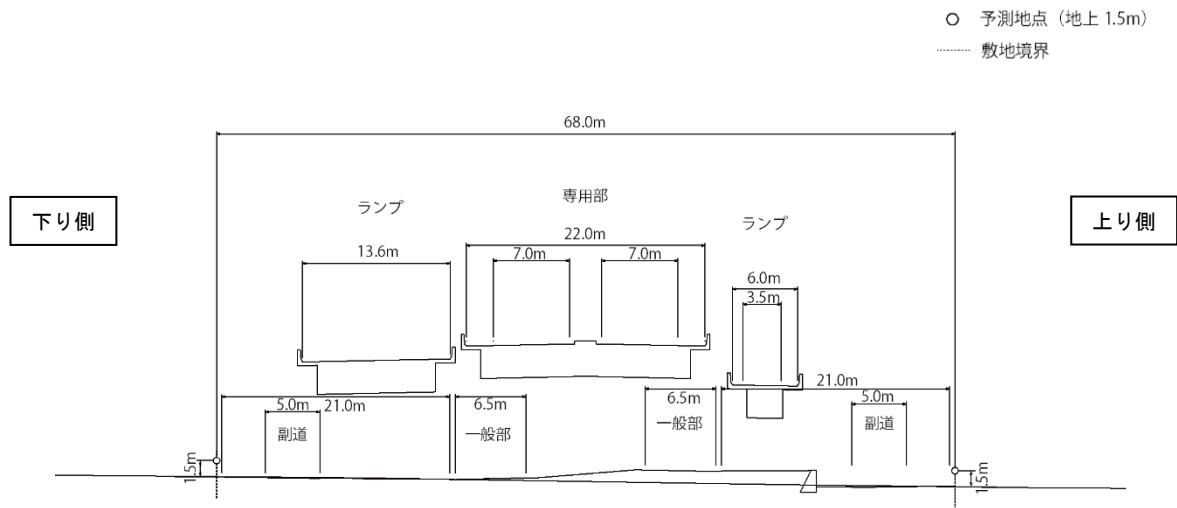 予測地点（地上 1.5m）
敷地境界
68.0m
下り側
上り側
ランプ
専用部
ランプ
13.6m
22.0m
7.0m
7.0m
6.0m
3.5m
5.0m
21.0m
6.5m
6.5m
21.0m
5.0m
副道
一般部
一般部
副道
1.5m
1.5m